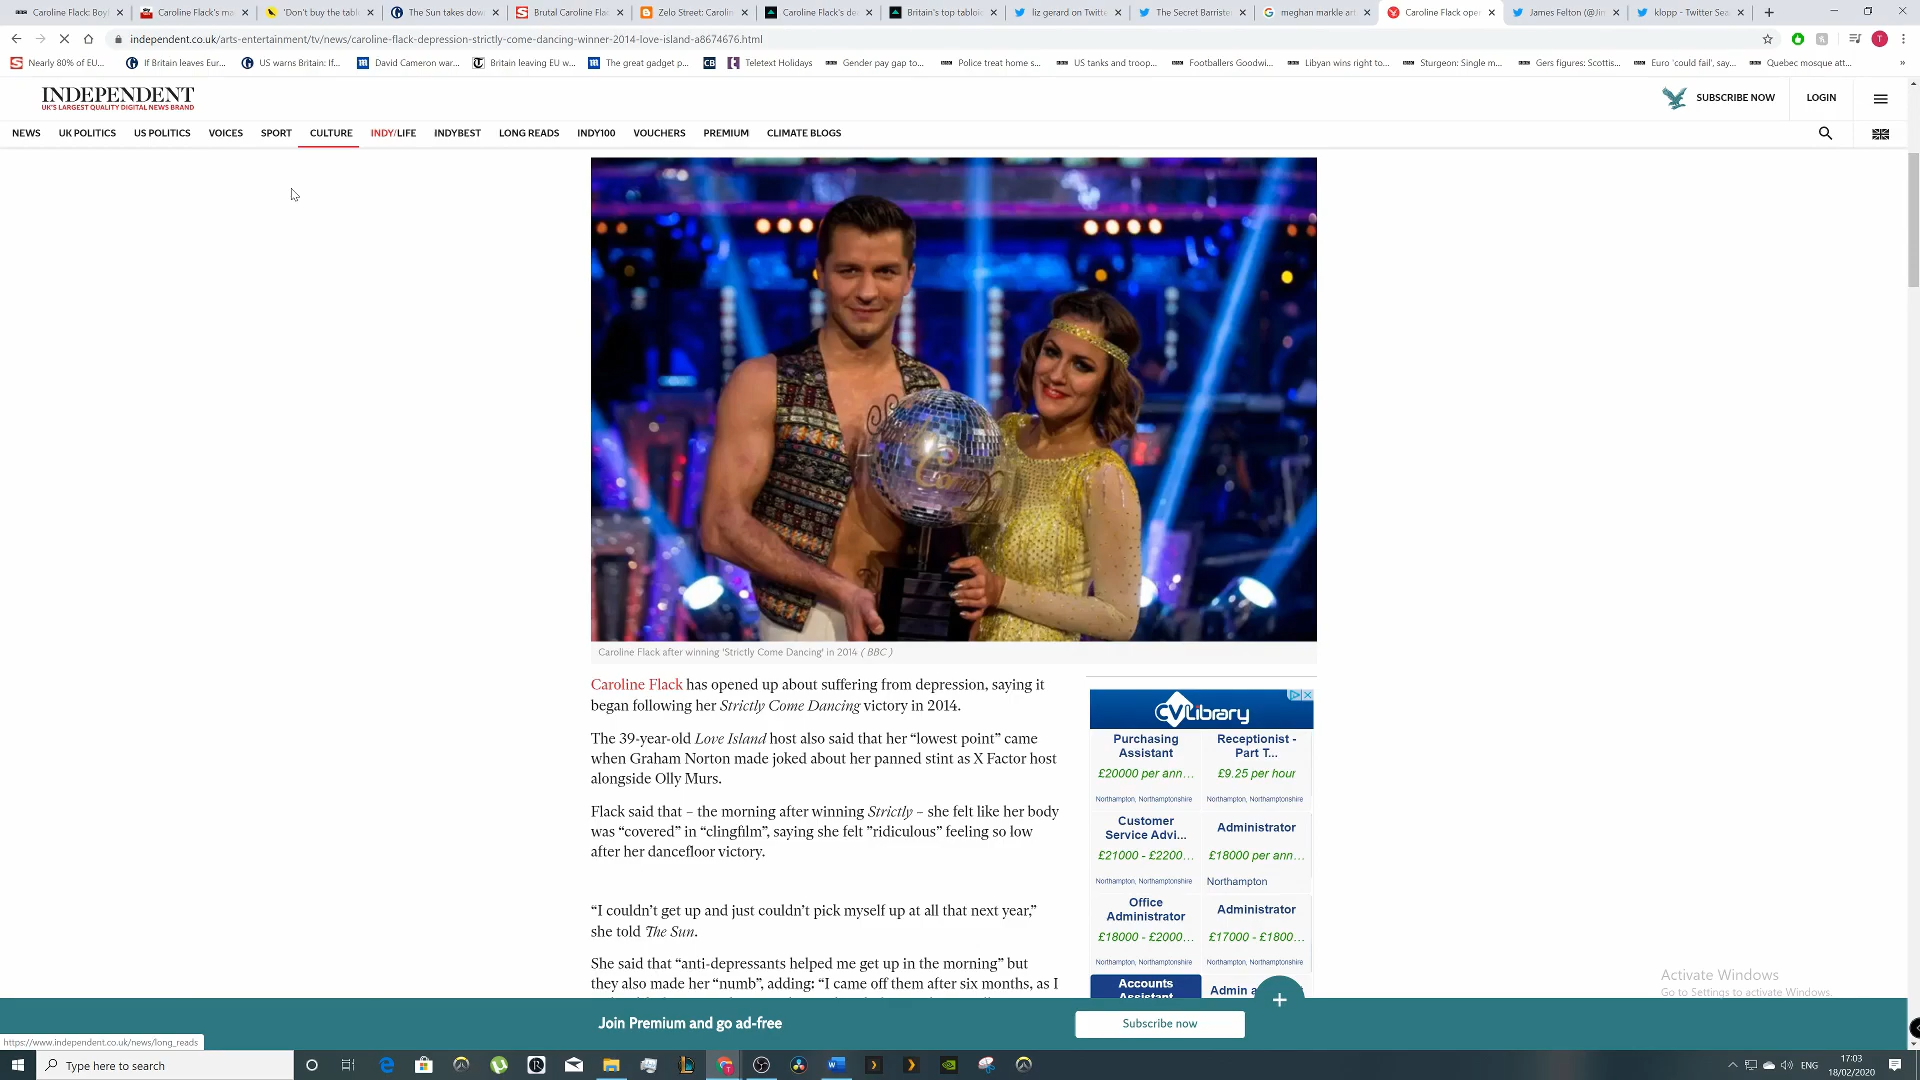 Caroline Flack: Boy
Caroline Flack's ma
'Don't buy the tabl
The Sun takes dow
Brutal Caroline Fla
Zelo Street: Carolin
Caroline Flack's de
Britain's top tabloi
liz gerard on Twitt
The Secret Barriste
meghan markle art
Caroline Flack ope
James Felton (@Jim
klopp - Twitter Sea
independent.co.uk/arts-entertainment/tv/news/caroline-flack-depression-strictly-come-dancing-winner-2014-love-island-a8674676.html
T
Nearly 80% of EU...
If Britain leaves Eur...
US warns Britain: If...
David Cameron war...
Britain leaving EU w...
The great gadget p...
CB
Teletext Holidays
Gender pay gap to...
Police treat home s...
US tanks and troop...
Footballers Goodwi...
Libyan wins right to...
Sturgeon: Single m...
Gers figures: Scottis...
Euro 'could fail', say...
Quebec mosque att...
»
INDEPENDENT
UK'S LARGEST QUALITY DIGITAL NEWS BRAND
SUBSCRIBE NOW
LOGIN
NEWS UK POLITICS US POLITICS VOICES SPORT CULTURE INDY/LIFE INDYBEST LONG READS INDY100 VOUCHERS PREMIUM CLIMATE BLOGS
Caroline Flack after winning 'Strictly Come Dancing' in 2014 ( BBC )
Caroline Flack has opened up about suffering from depression, saying it
began following her Strictly Come Dancing victory in 2014.
The 39-year-old Love Island host also said that her “lowest point” came
when Graham Norton made joked about her panned stint as X Factor host
alongside Olly Murs.
Flack said that – the morning after winning Strictly – she felt like her body
was “covered” in “clingfilm”, saying she felt ”ridiculous” feeling so low
after her dancefloor victory.
“I couldn’t get up and just couldn’t pick myself up at all that next year,”
she told The Sun.
She said that “anti-depressants helped me get up in the morning” but
they also made her “numb”, adding: “I came off them after six months, as I
CVLibrary
Purchasing
Assistant
£20000 per ann...
Northampton, Northamptonshire
Receptionist -
Part T...
£9.25 per hour
Northampton, Northamptonshire
Customer
Service Advi...
£21000 - £2200...
Northampton, Northamptonshire
Administrator
£18000 per ann...
Northampton
Office
Administrator
£18000 - £2000...
Northampton, Northamptonshire
Administrator
£17000 - £1800...
Northampton, Northamptonshire
Accounts
Assistant
Admin a
Activate Windows
Go to Settings to activate Windows.
Join Premium and go ad-free
Subscribe now
https://www.independent.co.uk/news/long_reads
Type here to search
ENG
17:03
18/02/2020